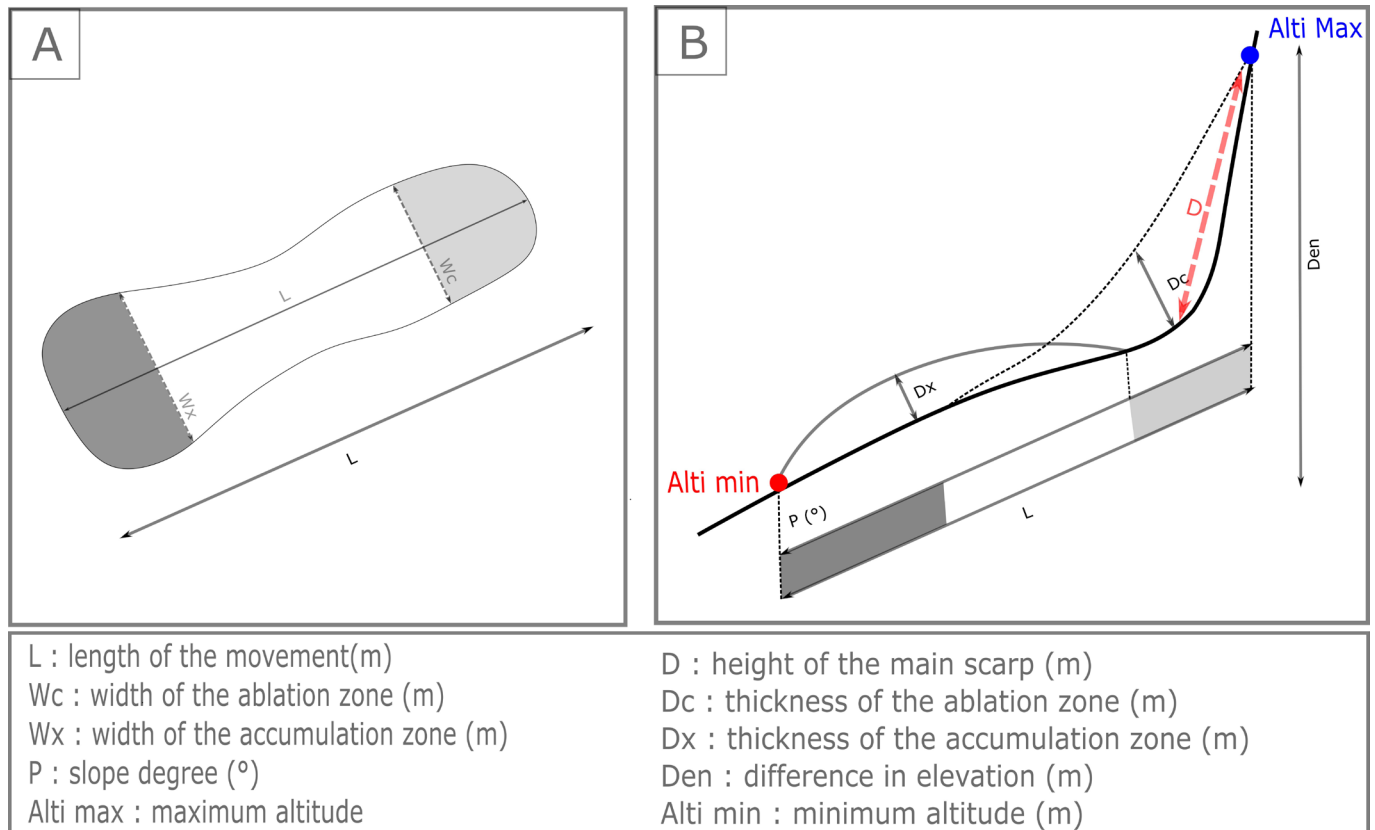 A
L
Wc
Wx
L
B
Alti Max
D
Den
Dc
Dx
Alti min
P (°)
L
L : length of the movement(m)
Wc : width of the ablation zone (m)
Wx : width of the accumulation zone (m)
P : slope degree (°)
Alti max : maximum altitude
D : height of the main scarp (m)
Dc : thickness of the ablation zone (m)
Dx : thickness of the accumulation zone (m)
Den : difference in elevation (m)
Alti min : minimum altitude (m)